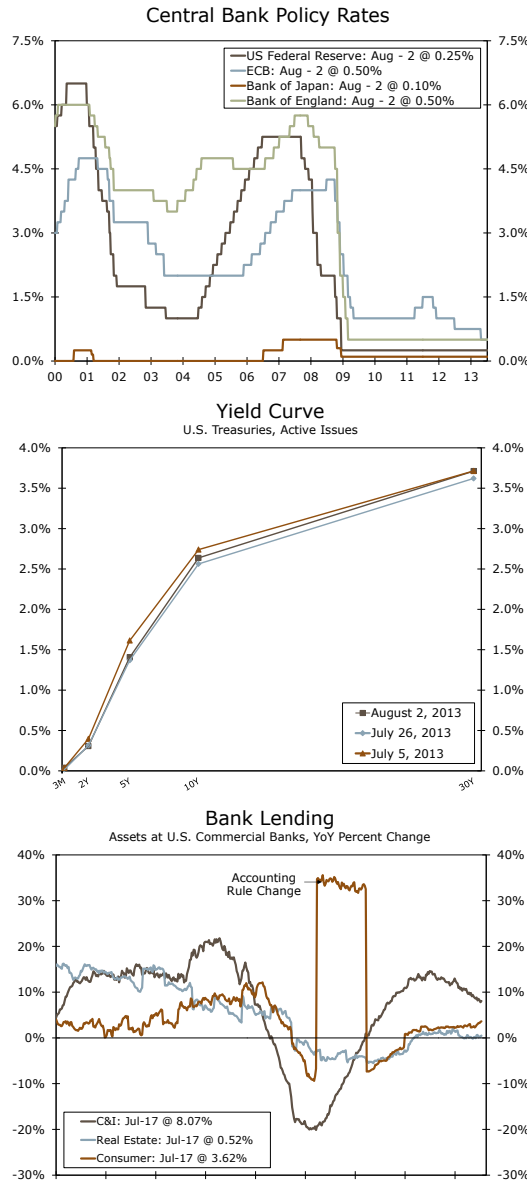 Central Bank Policy Rates
7.5% 7.5%
US Federal Reserve: Aug - 2 @ 0.25%
ECB: Aug - 2 @ 0.50%
Bank of Japan: Aug - 2 @ 0.10%
Bank of England: Aug - 2 @ 0.50%
6.0% 6.0%
4.5% 4.5%
3.0% 3.0%
1.5% 1.5%
0.0% 0.0%
00 01 02 03 04 05 06 07 08 09 10 11 12 13
Yield Curve
U.S. Treasuries, Active Issues
4.0% 4.0%
3.5% 3.5%
3.0% 3.0%
2.5% 2.5%
2.0% 2.0%
1.5% 1.5%
1.0% 1.0%
August 2, 2013
0.5% 0.5%
July 26, 2013
July 5, 2013
0.0% 0.0%
3M 2Y 5Y 10Y 30Y
Bank Lending
Assets at U.S. Commercial Banks, YoY Percent Change
40% 40%
Accounting
Rule Change
30% 30%
20% 20%
10% 10%
0% 0%
-10% -10%
-20% -20%
C&I: Jul-17 @ 8.07%
Real Estate: Jul-17 @ 0.52%
Consumer: Jul-17 @ 3.62%
-30% -30%